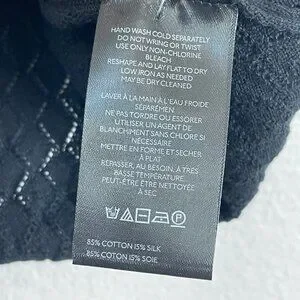 HAND WASH COLD SEPARATELY
DO NOT WRING OR TWIST
USE ONLY NON-CHLORINE
BLEACH
RESHAPE AND LAY FLAT TO DRY
LOW IRON AS NEEDED
MAY BE DRY CLEANED
LAVER À LA MAIN À L'EAU FROIDE
SÉPARÉMEN
NE PAS TORDRE OU ESSORER
UTILISER UN AGENT DE
BLANCHIMENT SANS CHLORE SI
NÉCESSAIRE
METTRE EN FORME ET SÉCHER
À PLAT
REPASSER, AU BESOIN, À TRÈS
BASSE TEMPÉRATURE
PEUT-ÊTRE ÊTRE NETTOYÉE
À SEC
85% COTTON 15% SILK
85% COTON 15% SOIE